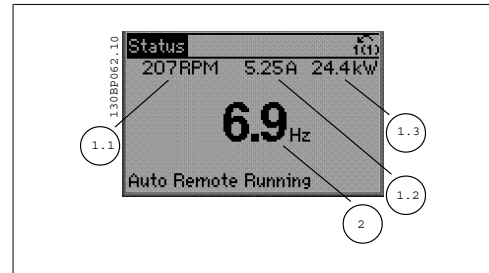 130BP062.10
Status
1(1)
207RPM 5.25A 24.4kW
6.9Hz
Auto Remote Running
1.1
1.3
1.2
2